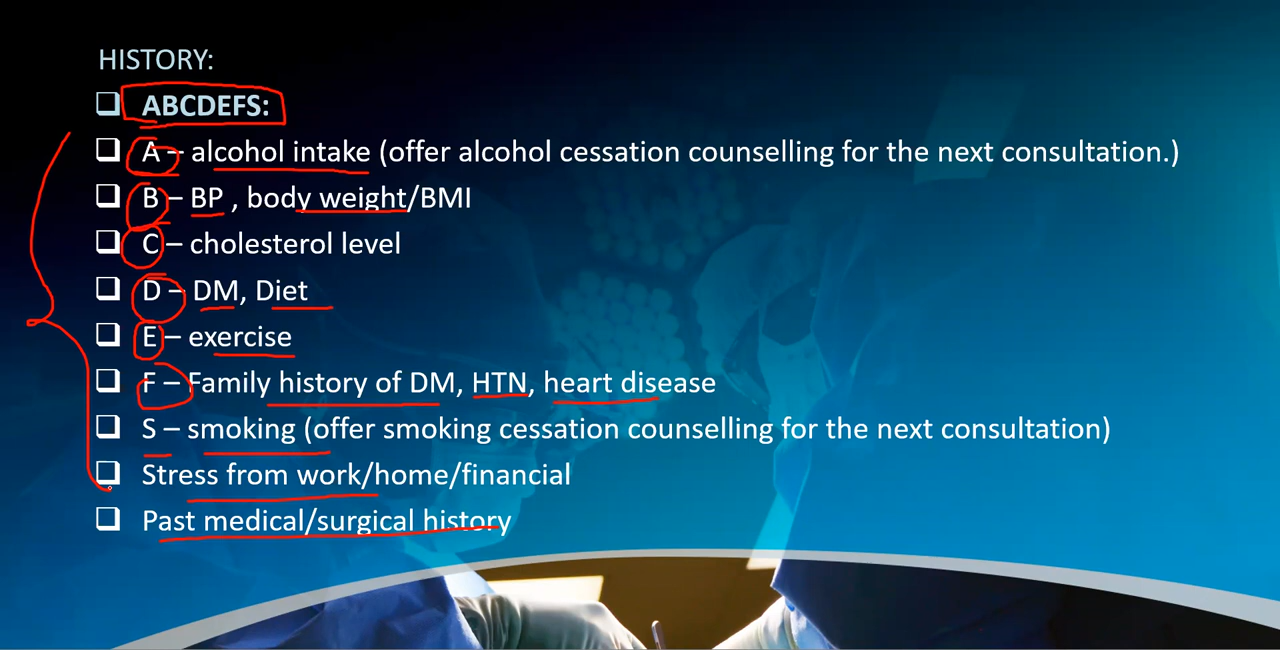 HISTORY:
ABCDEFS:
A – alcohol intake (offer alcohol cessation counselling for the next consultation.)
B – BP , body weight/BMI
C – cholesterol level
D – DM, Diet
E – exercise
F – Family history of DM, HTN, heart disease
S – smoking (offer smoking cessation counselling for the next consultation)
Stress from work/home/financial
Past medical/surgical history